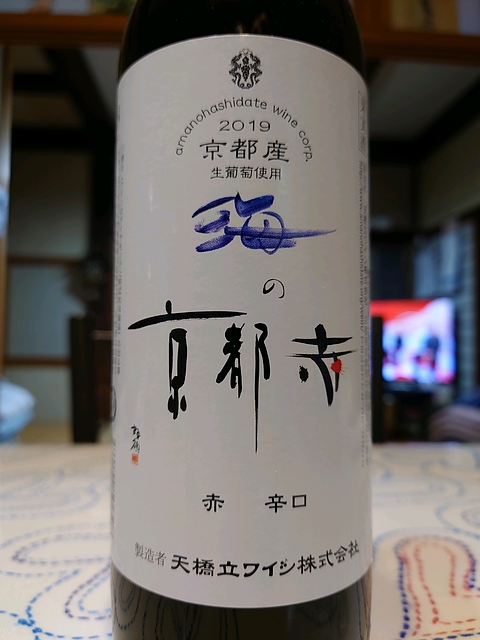 amanohashidate wine corp.
2019
京都産
生葡萄使用
海
の
京都 赤
赤 辛口
製造者 天橋立ワイン株式会社